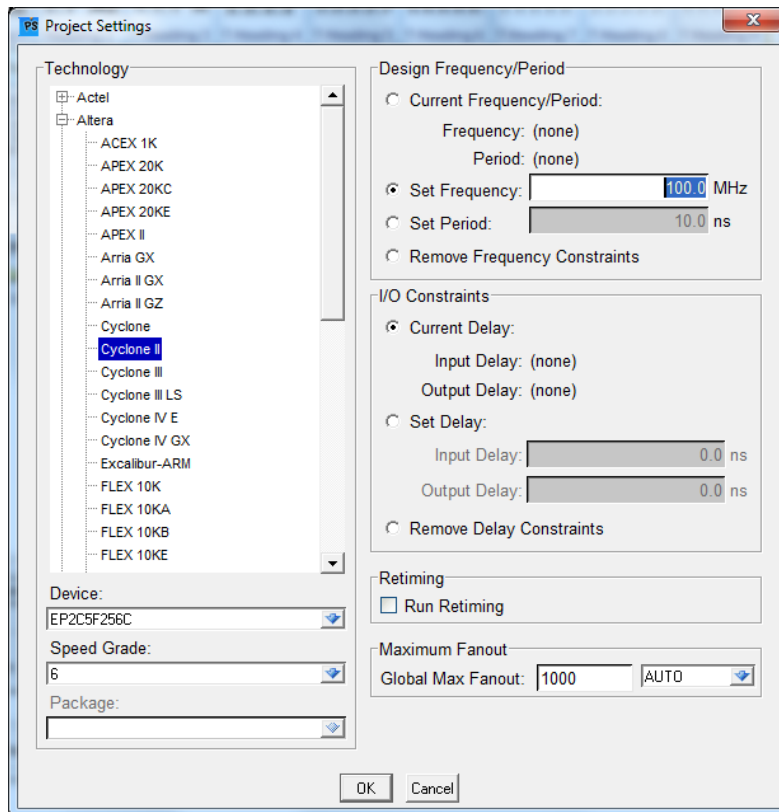 PS Project Settings
Technology
Actel
Altera
ACEX 1K
APEX 20K
APEX 20KC
APEX 20KE
APEX II
Arria GX
Arria II GX
Arria II GZ
Cyclone
Cyclone II
Cyclone III
Cyclone III LS
Cyclone IV E
Cyclone IV GX
Excalibur-ARM
FLEX 10K
FLEX 10KA
FLEX 10KB
FLEX 10KE
Device:
EP2C5F256C
Speed Grade:
6
Package:
Design Frequency/Period
Current Frequency/Period:
Frequency: (none)
Period: (none)
Set Frequency: 100.0 MHz
Set Period: 10.0 ns
Remove Frequency Constraints
I/O Constraints
Current Delay:
Input Delay: (none)
Output Delay: (none)
Set Delay:
Input Delay: 0.0 ns
Output Delay: 0.0 ns
Remove Delay Constraints
Retiming
Run Retiming
Maximum Fanout
Global Max Fanout: 1000 AUTO
OK Cancel